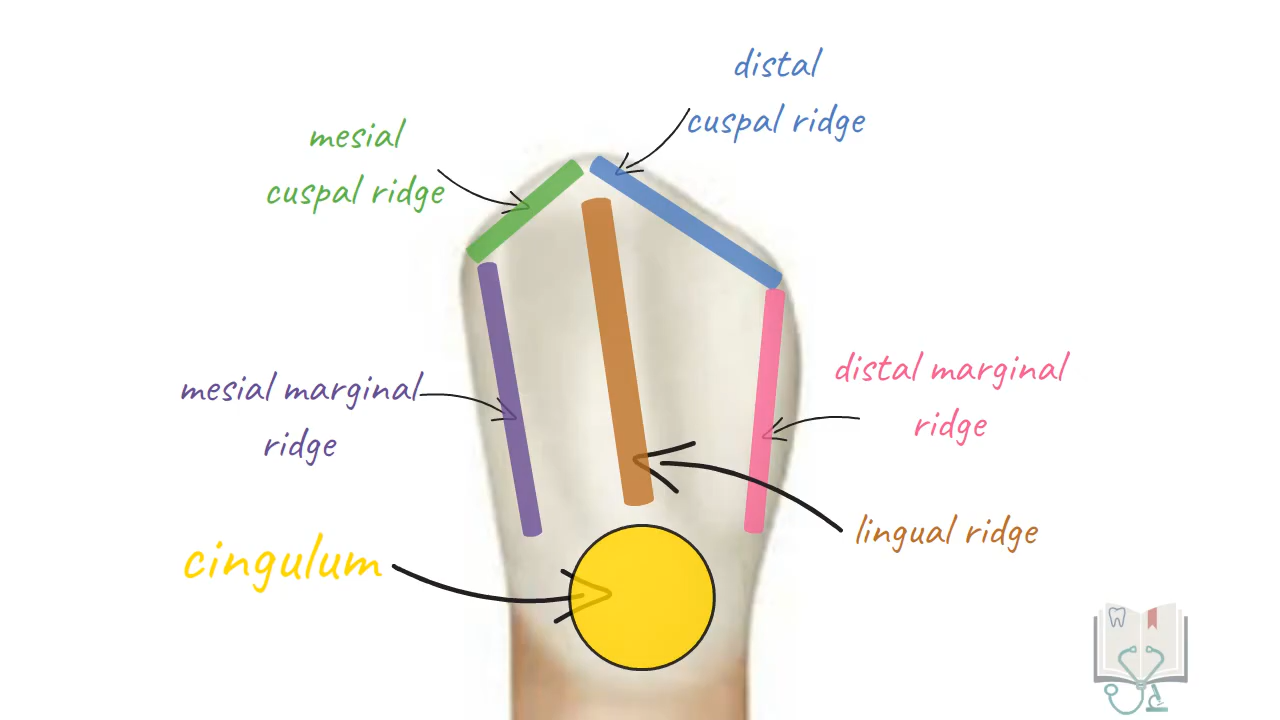 distal
cuspal ridge
mesial
cuspal ridge
mesial marginal
ridge
distal marginal
ridge
lingual ridge
cingulum